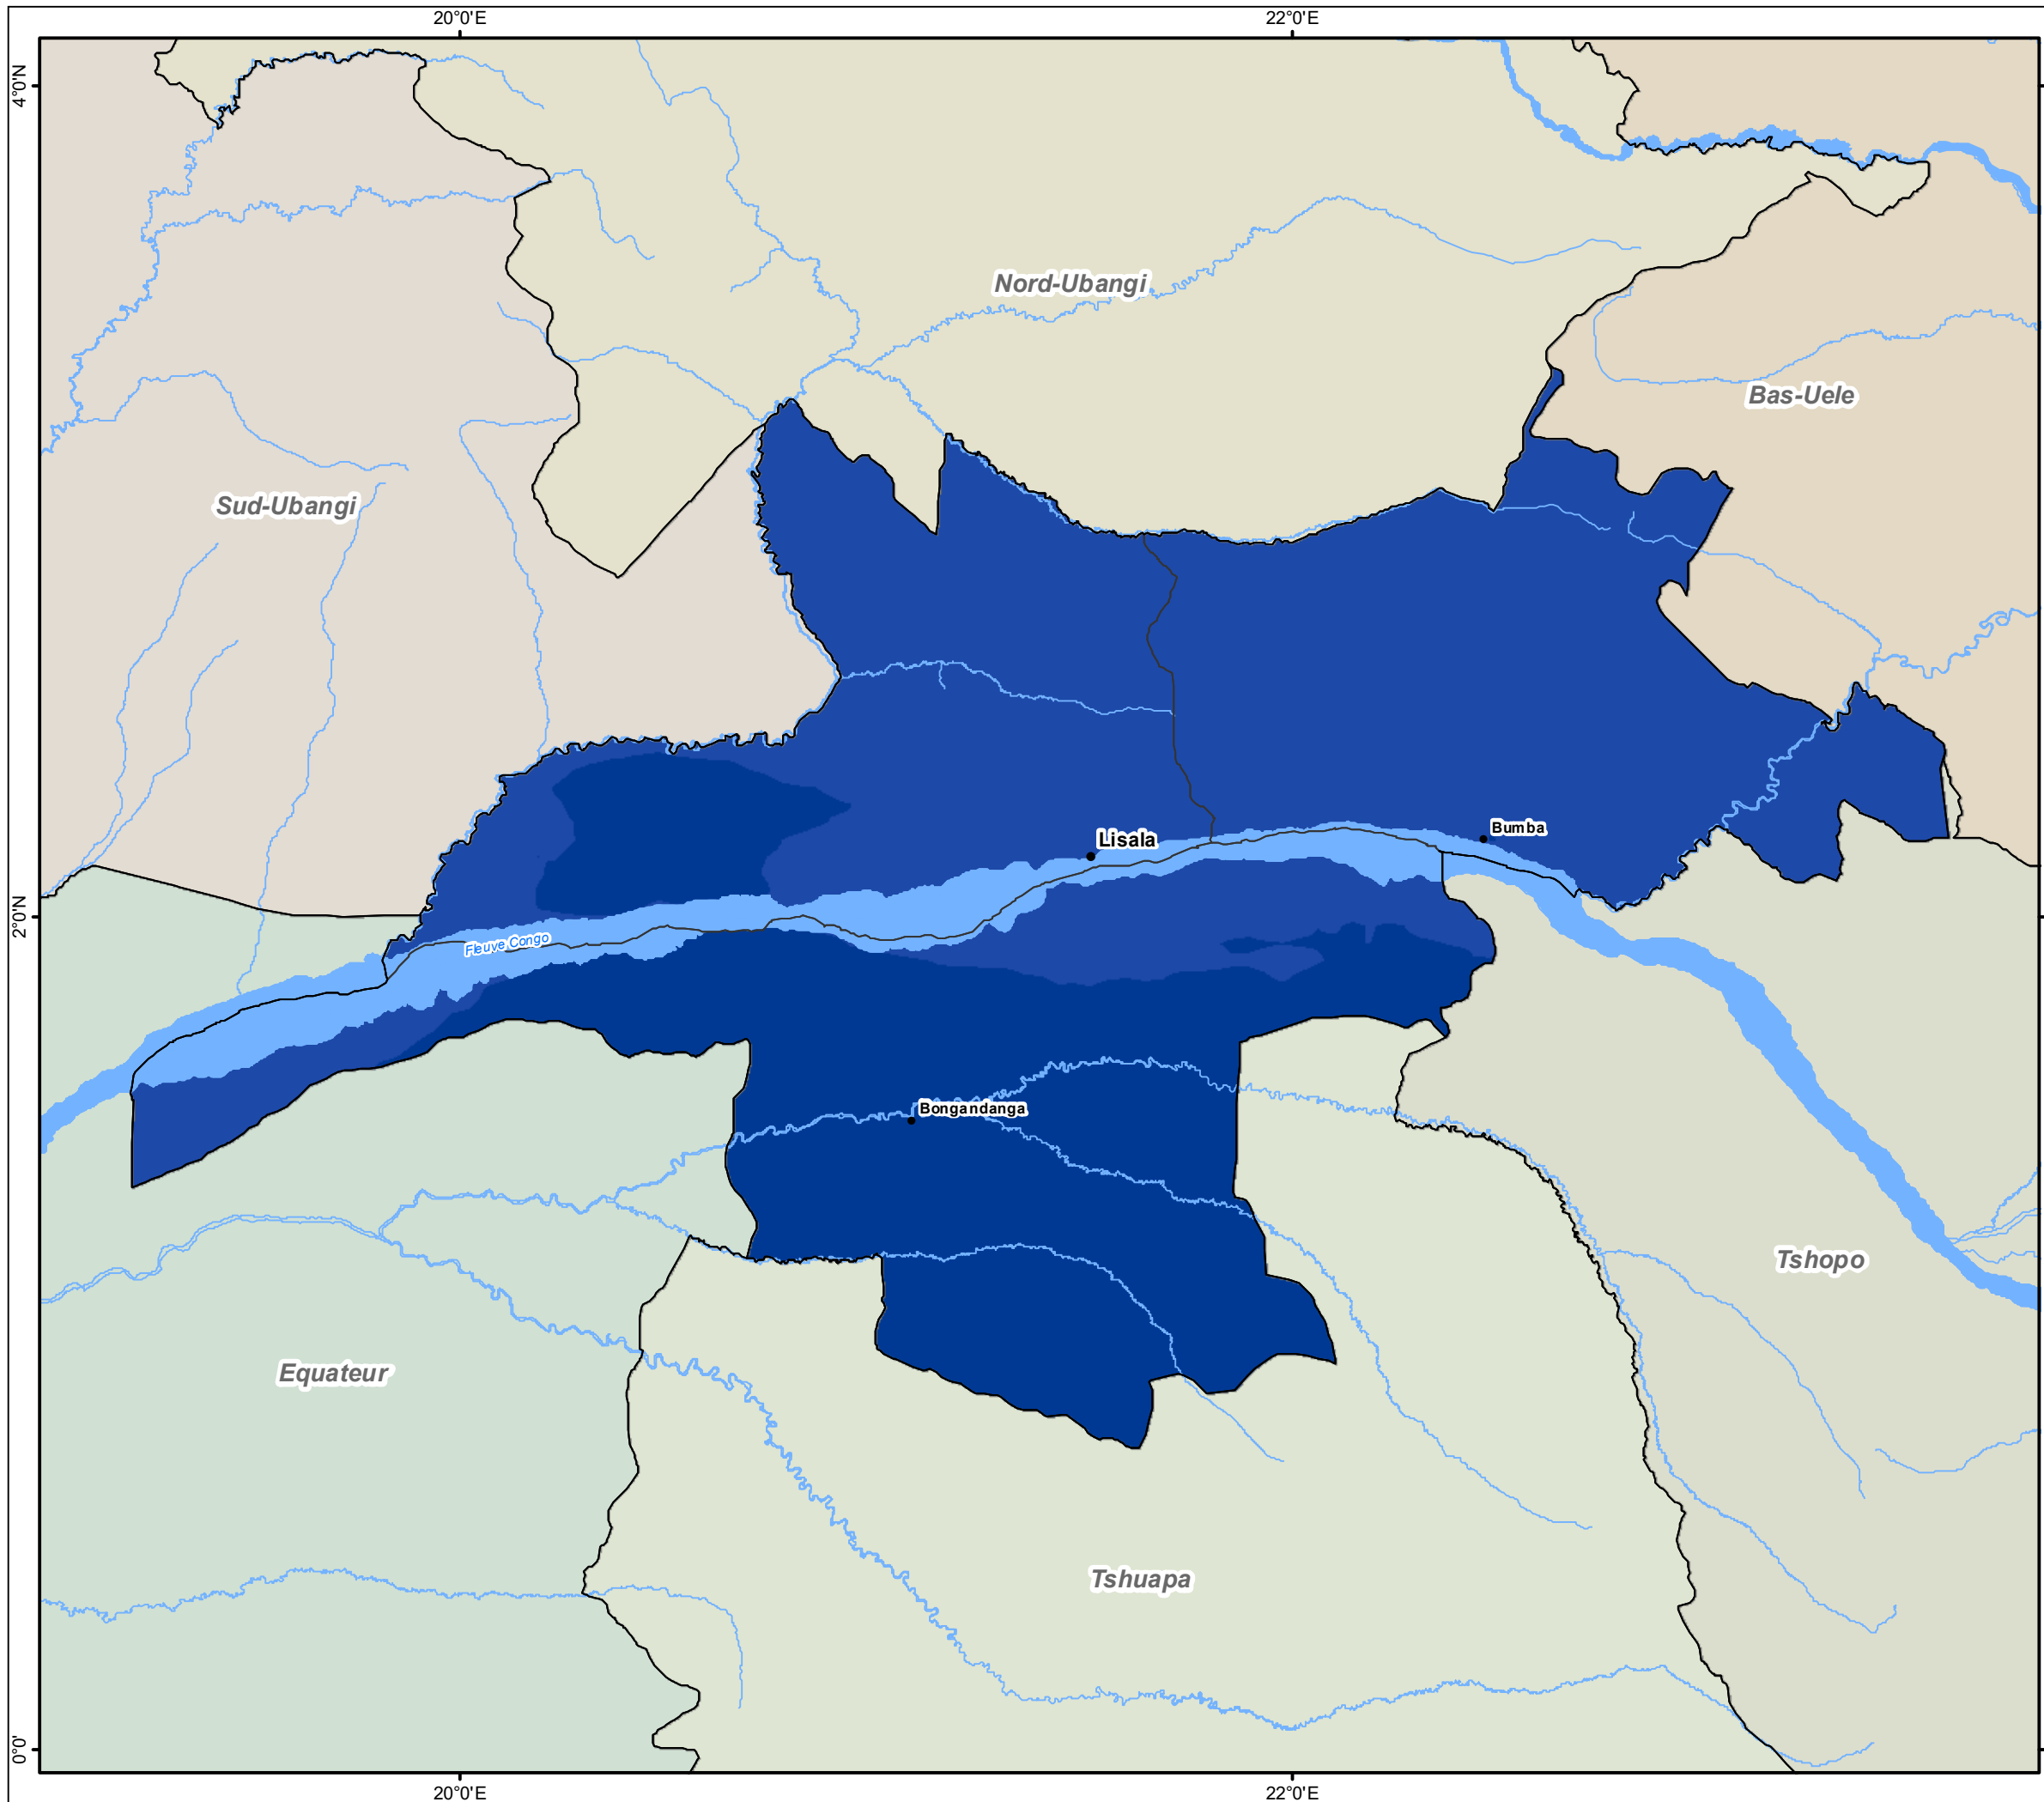 20°0'E
22°0'E
4°0'N
Nord-Ubangi
Bas-Uele
Sud-Ubangi
Bumba
Lisala
2°0'N
Fleuve Congo
Bongandanga
Tshopo
Equateur
Tshuapa
0°0'
20°0'E
22°0'E